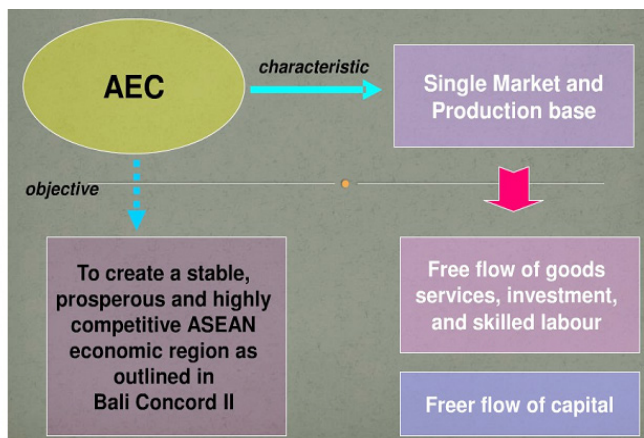 AEC
characteristic
Single Market and
Production base
objective
To create a stable,
prosperous and highly
competitive ASEAN
economic region as
outlined in
Bali Concord II
Free flow of goods
services, investment,
and skilled labour
Freer flow of capital